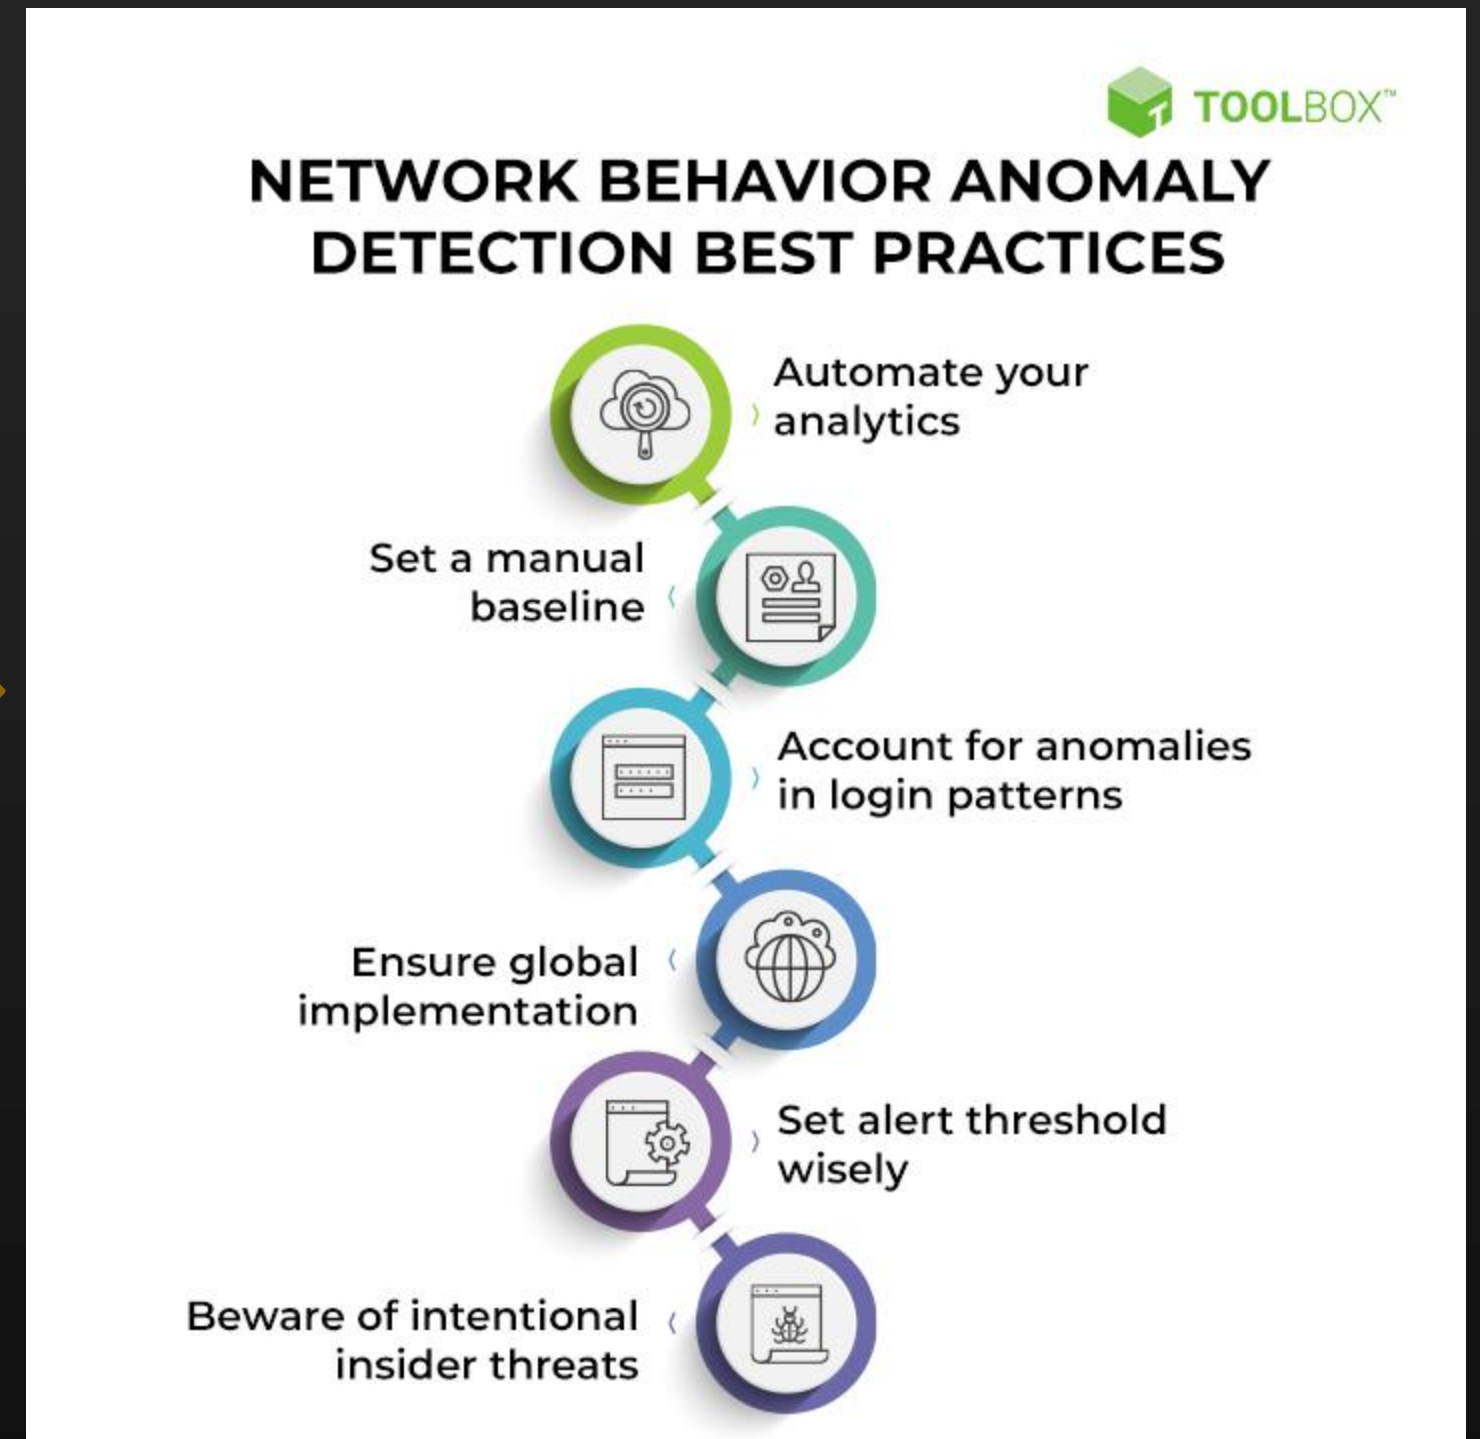 TOOLBOX™
NETWORK BEHAVIOR ANOMALY
DETECTION BEST PRACTICES
Automate your
analytics
Set a manual
baseline
Account for anomalies
in login patterns
Ensure global
implementation
Set alert threshold
wisely
Beware of intentional
insider threats